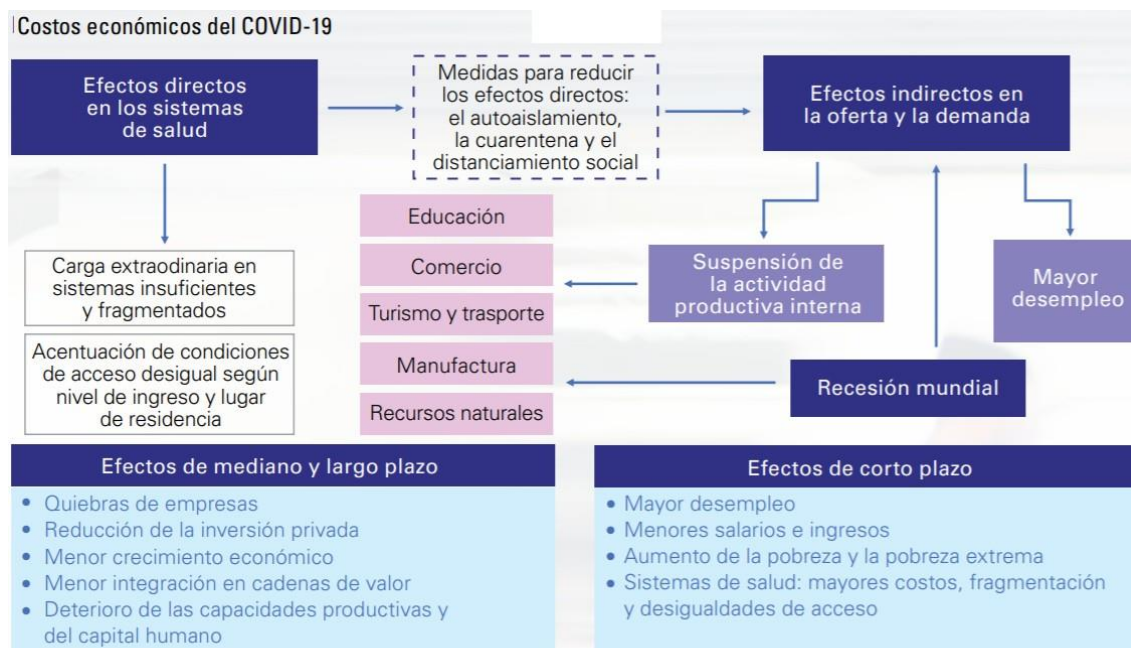 Costos económicos del COVID-19
Efectos directos
en los sistemas
de salud
Medidas para reducir
los efectos directos:
el autoaislamiento,
la cuarentena y el
distanciamiento social
Efectos indirectos en
la oferta y la demanda
Carga extraodinaria en
sistemas insuficientes
y fragmentados
Acentuación de condiciones
de acceso desigual según
nivel de ingreso y lugar
de residencia
Educación
Comercio
Turismo y trasporte
Manufactura
Recursos naturales
Suspensión de
la actividad
productiva interna
Mayor
desempleo
Recesión mundial
Efectos de mediano y largo plazo
• Quiebras de empresas
• Reducción de la inversión privada
• Menor crecimiento económico
• Menor integración en cadenas de valor
• Deterioro de las capacidades productivas y
del capital humano
Efectos de corto plazo
• Mayor desempleo
• Menores salarios e ingresos
• Aumento de la pobreza y la pobreza extrema
• Sistemas de salud: mayores costos, fragmentación
y desigualdades de acceso